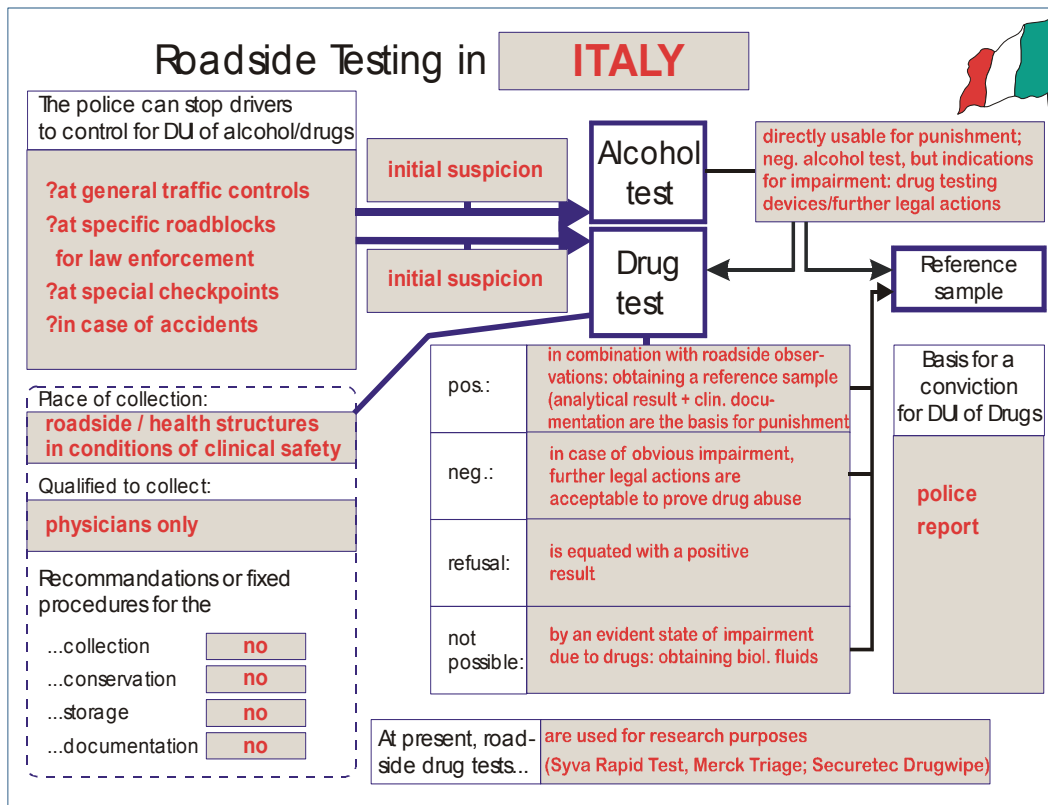 Roadside Testing in ITALY
The police can stop drivers
to control for DUI of alcohol/drugs
?at general traffic controls
?at specific roadblocks
for law enforcement
?at special checkpoints
?in case of accidents
initial suspicion
initial suspicion
Alcohol
test
Drug
test
directly usable for punishment;
neg. alcohol test, but indications
for impairment: drug testing
devices/further legal actions
Reference
sample
Place of collection:
roadside / health structures
in conditions of clinical safety
Qualified to collect:
physicians only
Recommandations or fixed
procedures for the
...collection no
...conservation no
...storage no
...documentation no
pos.:
in combination with roadside obser-
vations: obtaining a reference sample
(analytical result + clin. docu-
mentation are the basis for punishment
neg.:
in case of obvious impairment,
further legal actions are
acceptable to prove drug abuse
refusal:
is equated with a positive
result
not
possible:
by an evident state of impairment
due to drugs: obtaining biol. fluids
Basis for a
conviction
for DUI of Drugs
police
report
At present, road-
side drug tests...
are used for research purposes
(Syva Rapid Test, Merck Triage; Securetec Drugwipe)